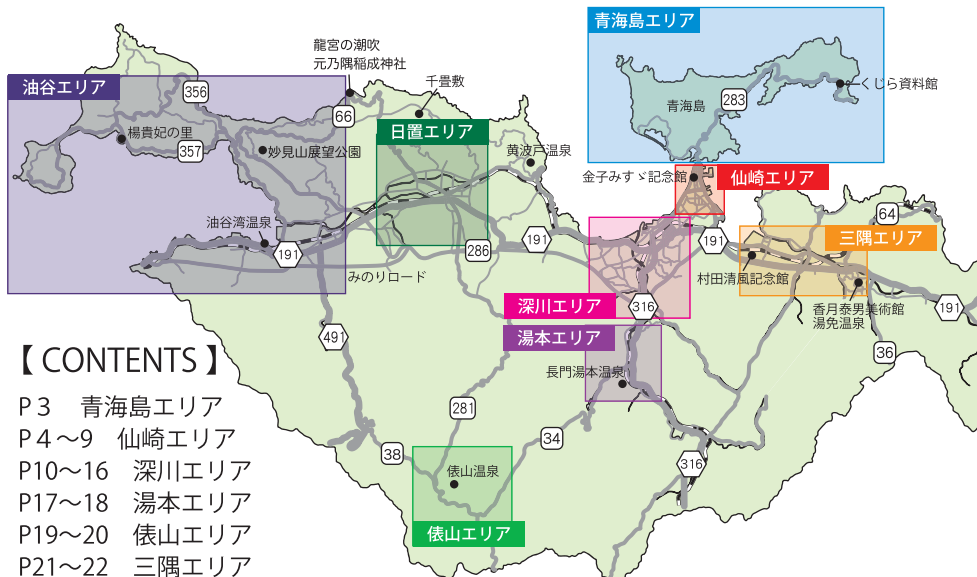 青海島エリア
龍宮の潮吹
元乃隅稲成神社
千畳敷
油谷エリア
356
66
283
くじら資料館
青海島
日置エリア
楊貴妃の里
357
妙見山展望公園
黄波戸温泉
金子みすゞ記念館
仙崎エリア
64
油谷湾温泉
191
286
191
191
三隅エリア
みのりロード
村田清風記念館
深川エリア
316
香月泰男美術館
湯免温泉
191
491
湯本エリア
36
【 CONTENTS 】
長門湯本温泉
P 3 青海島エリア
281
P 4～9 仙崎エリア
34
38
P10～16 深川エリア
俵山温泉
316
P17～18 湯本エリア
P19～20 俵山エリア
俵山エリア
P21～22 三隅エリア